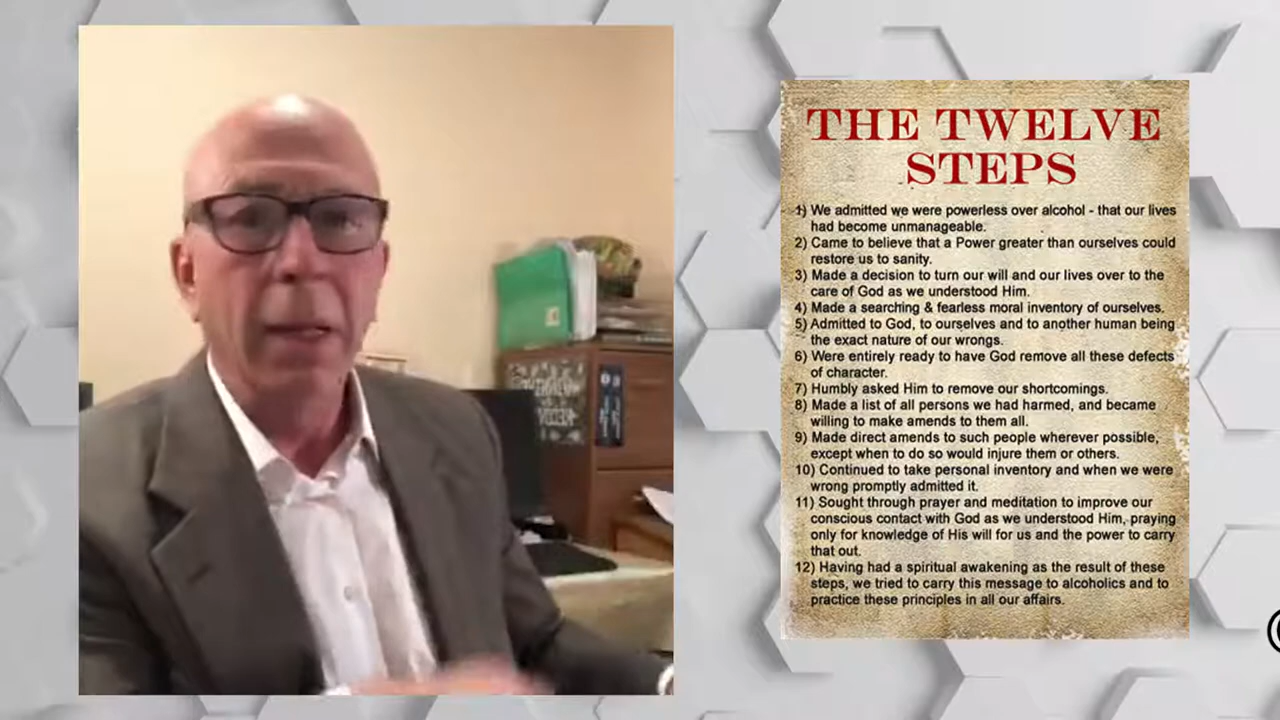 THE TWELVE
STEPS
1) We admitted we were powerless over alcohol - that our lives
had become unmanageable.
2) Came to believe that a Power greater than ourselves could
restore us to sanity.
3) Made a decision to turn our will and our lives over to the
care of God as we understood Him.
4) Made a searching & fearless moral inventory of ourselves.
5) Admitted to God, to ourselves and to another human being
the exact nature of our wrongs.
6) Were entirely ready to have God remove all these defects
of character.
7) Humbly asked Him to remove our shortcomings.
8) Made a list of all persons we had harmed, and became
willing to make amends to them all.
9) Made direct amends to such people wherever possible,
except when to do so would injure them or others.
10) Continued to take personal inventory and when we were
wrong promptly admitted it.
11) Sought through prayer and meditation to improve our
conscious contact with God as we understood Him, praying
only for knowledge of His will for us and the power to carry
that out.
12) Having had a spiritual awakening as the result of these
steps, we tried to carry this message to alcoholics and to
practice these principles in all our affairs.